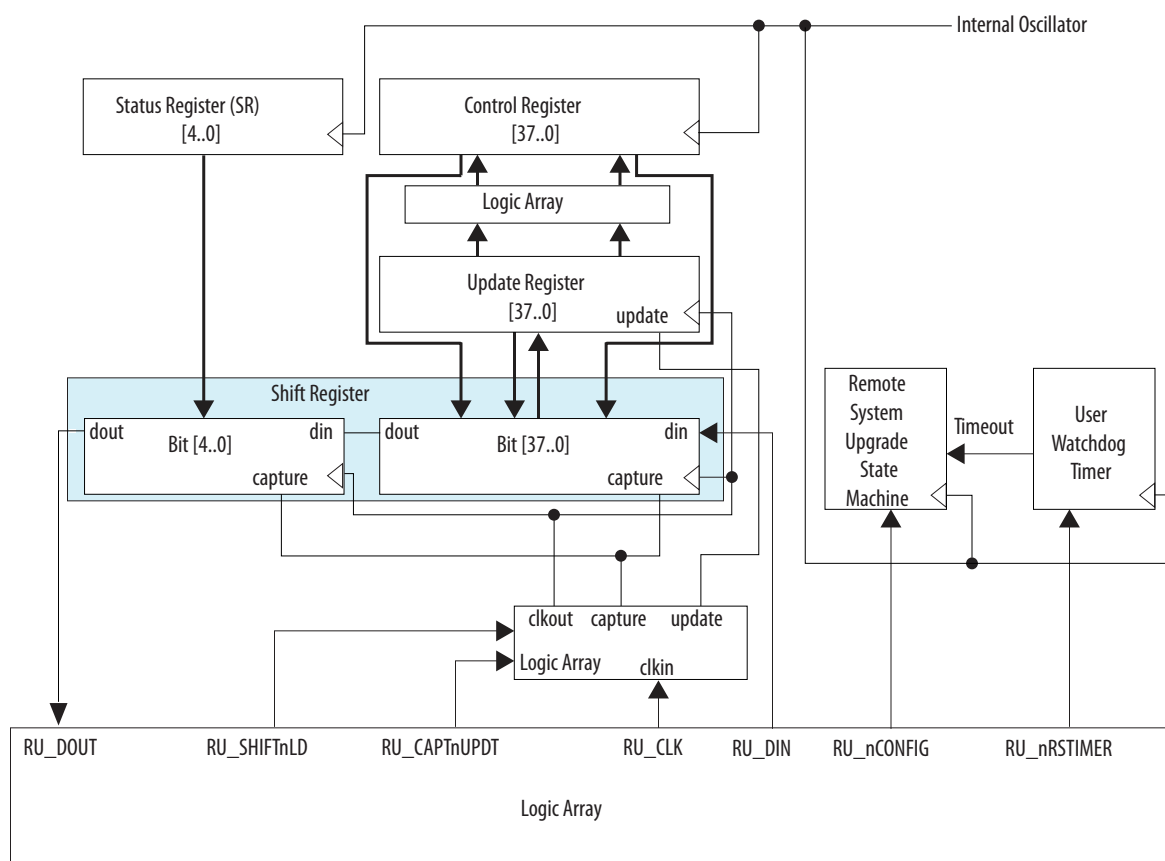 Internal Oscillator
Status Register (SR)
[4..0]
Control Register
[37..0]
Logic Array
Update Register
[37..0]
update
Shift Register
dout
Bit [4..0]
din
capture
dout
Bit [37..0]
din
capture
Remote
System
Upgrade
State
Machine
Timeout
User
Watchdog
Timer
clkout
capture
update
Logic Array
clkin
RU_DOUT
RU_SHIFTnLD
RU_CAPTnUPDT
RU_CLK
RU_DIN
RU_nCONFIG
RU_nRSTIMER
Logic Array